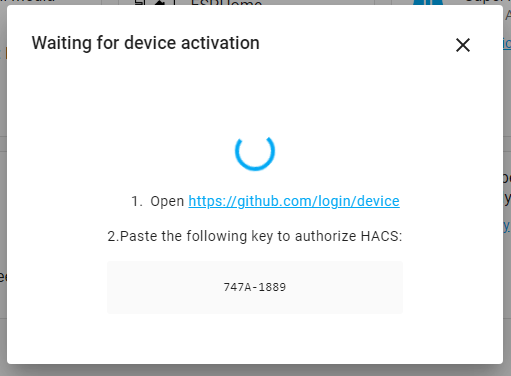 ESPHome
Waiting for device activation
1. Open https://github.com/login/device
2.Paste the following key to authorize HACS:
747A-1889